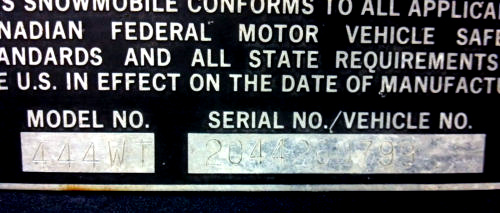 S SNOWMOBILE CONFORMS TO ALL APPLICA
NADIAN FEDERAL MOTOR VEHICLE SAFE
ANDARDS AND ALL STATE REQUIREMENTS
E U.S. IN EFFECT ON THE DATE OF MANUFACTU
MODEL NO. SERIAL NO./VEHICLE NO.
444WT